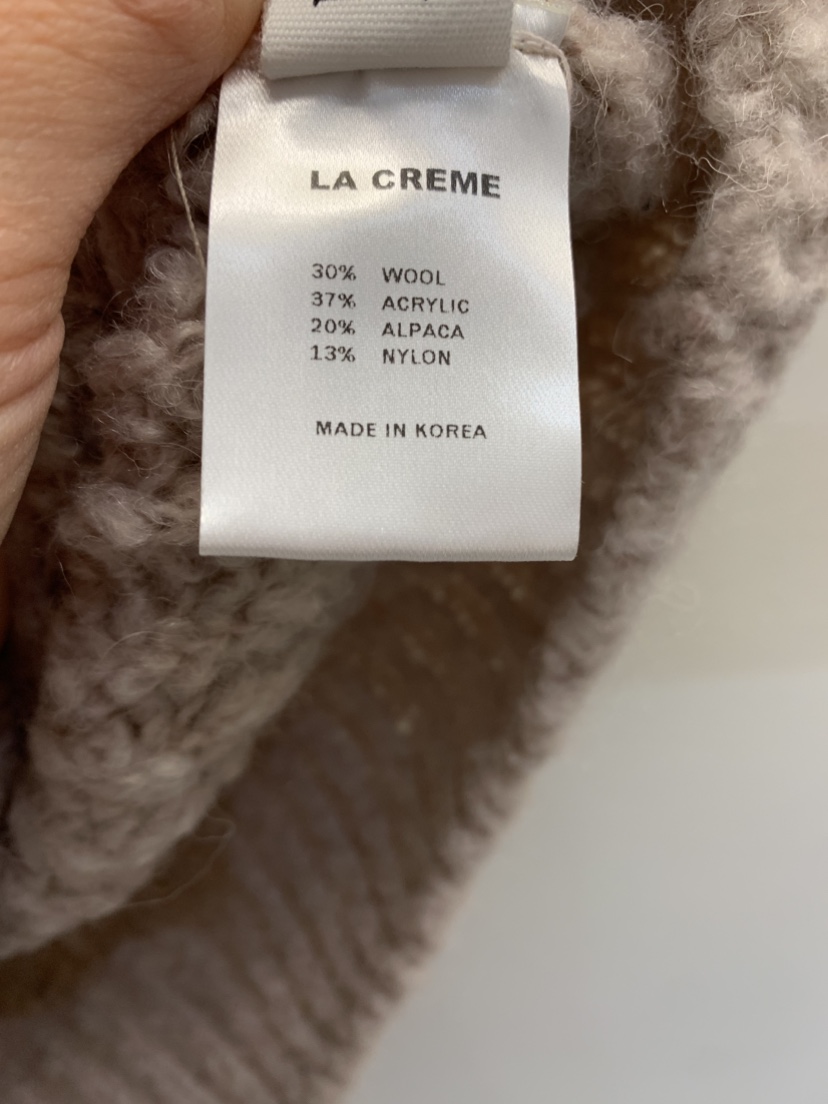 LA CREME
30% WOOL
37% ACRYLIC
20% ALPACA
13% NYLON
MADE IN KOREA